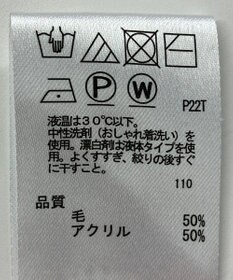 P W
P22T
液温は30℃以下。
中性洗剤（おしゃれ着洗い）を
使用。漂白剤は液体タイプを使
用。よくすすぎ、絞りの後すぐ
に干すこと。
110
品質
毛 50%
アクリル 50%